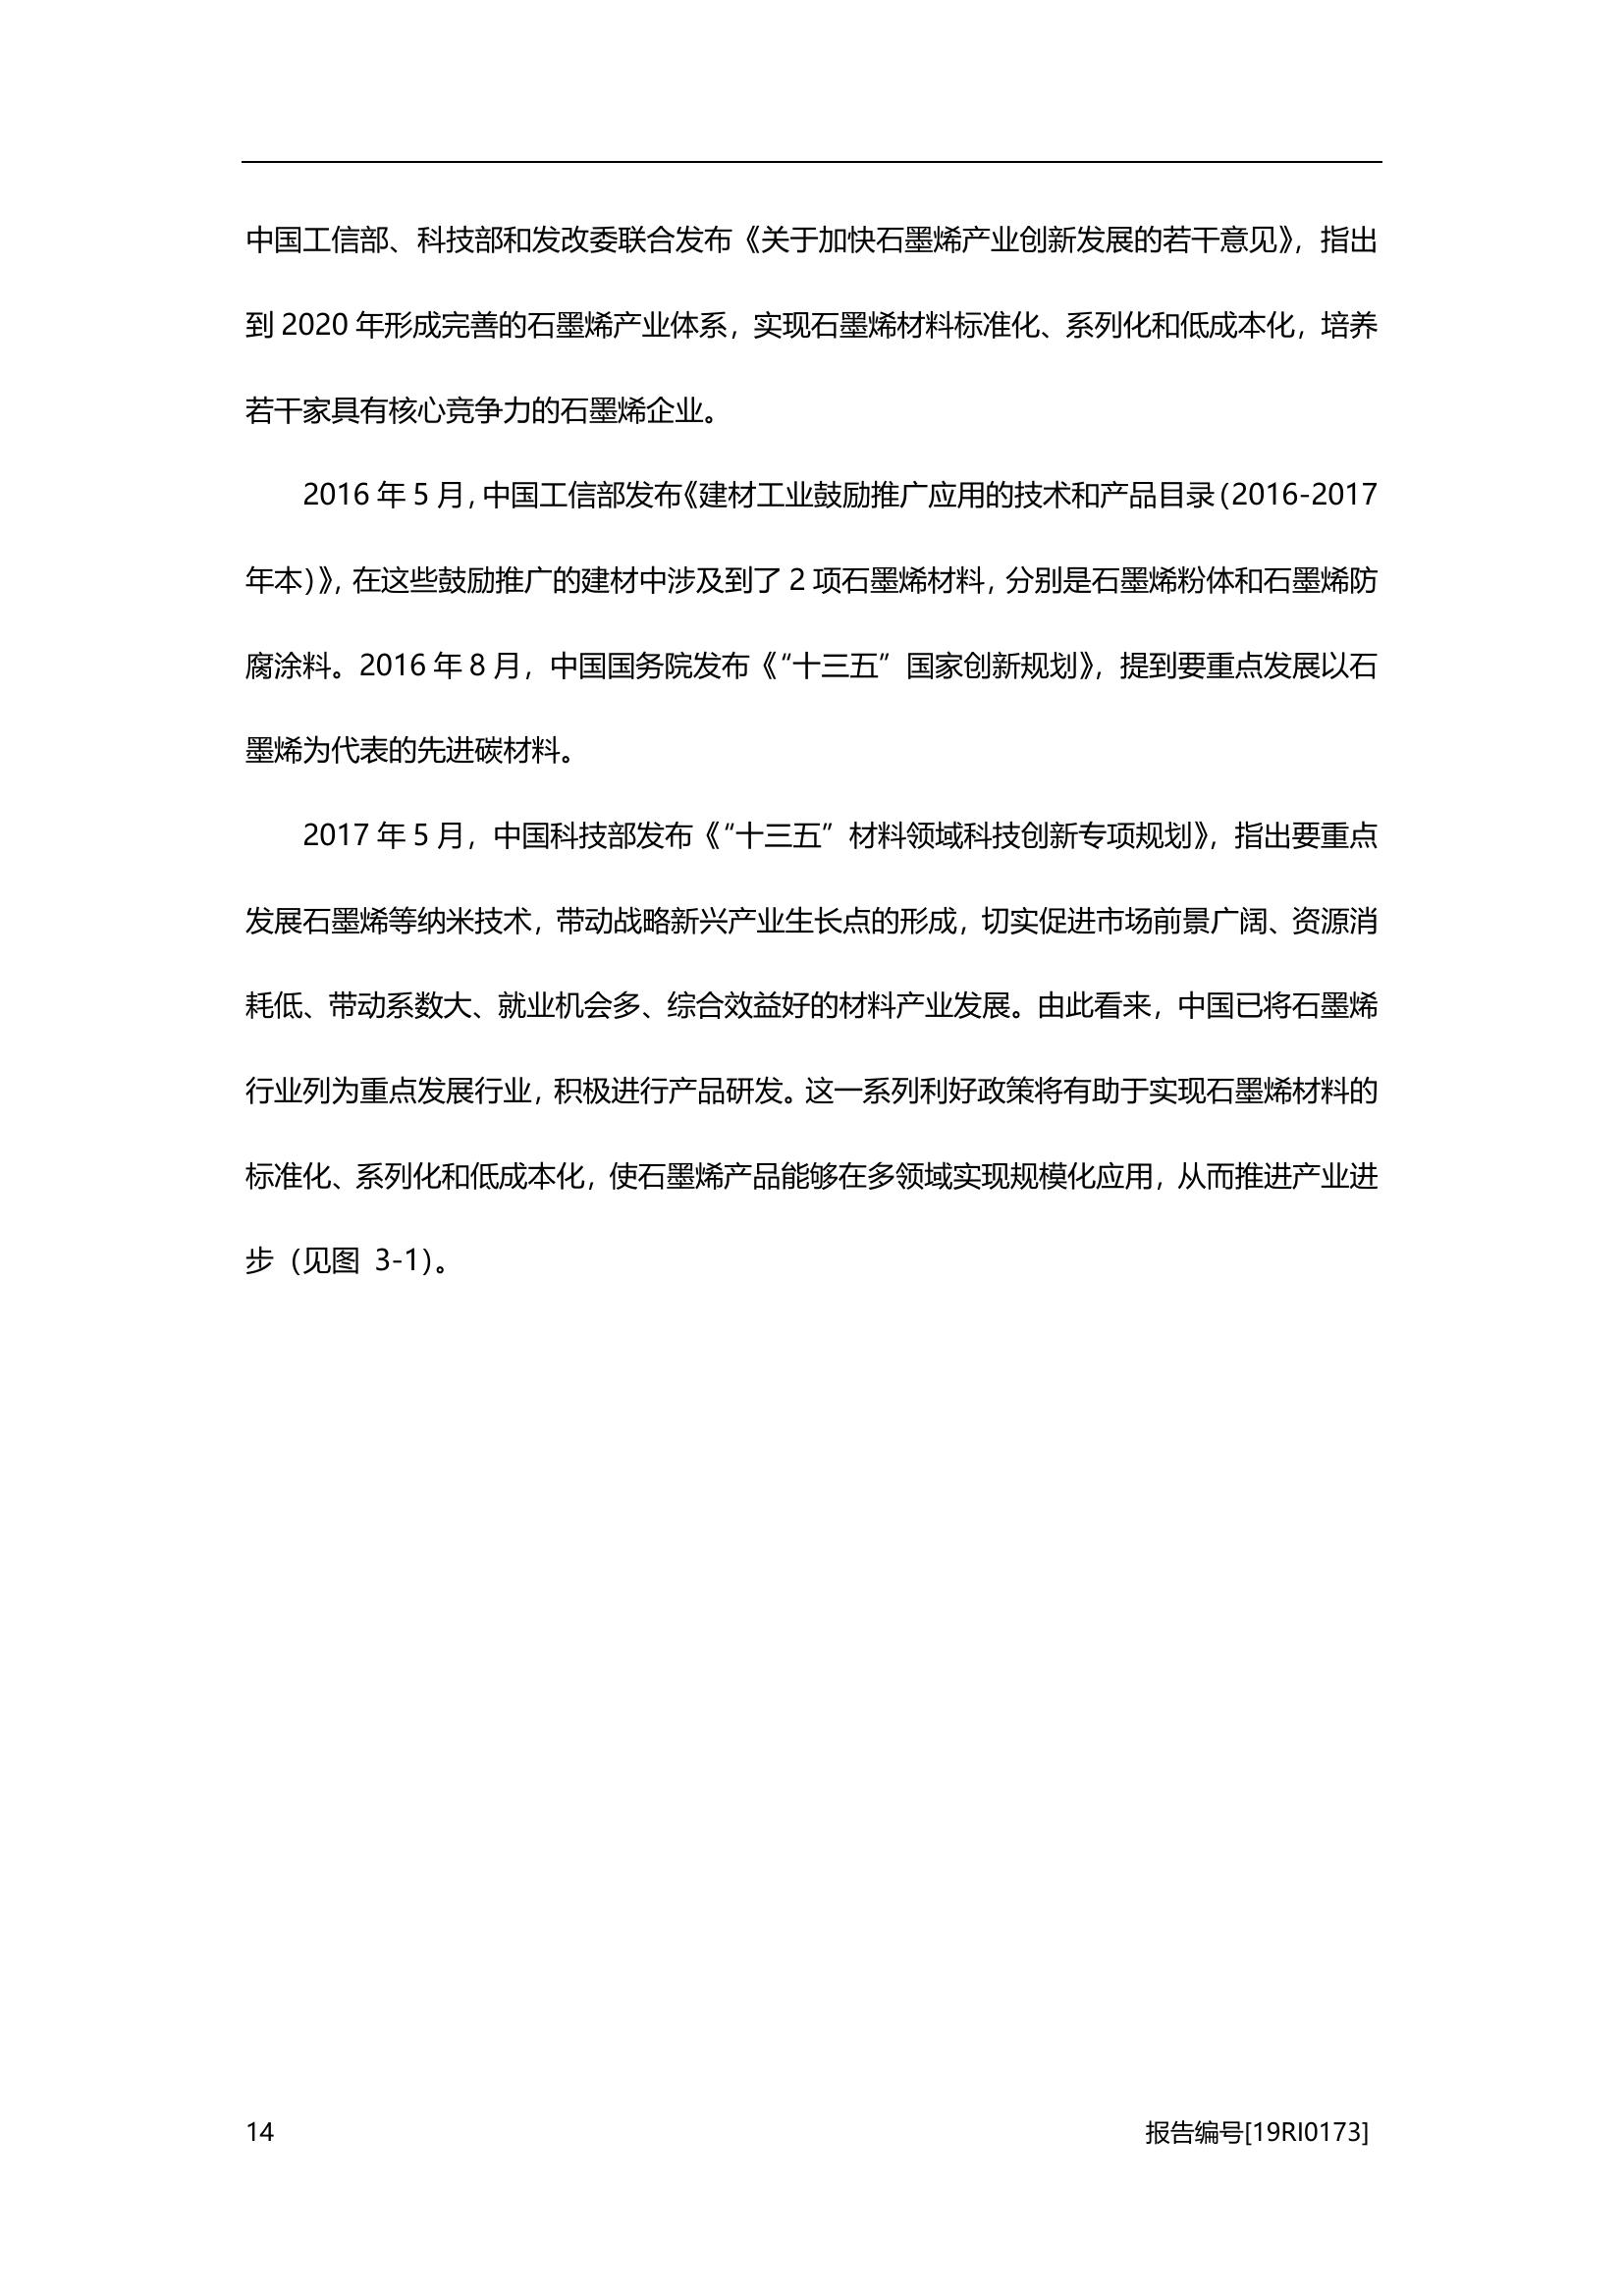 中国工信部、科技部和发改委联合发布《关于加快石墨烯产业创新发展的若干意见》，指出
到 2020 年形成完善的石墨烯产业体系，实现石墨烯材料标准化、系列化和低成本化，培养
若干家具有核心竞争力的石墨烯企业。
2016 年 5 月，中国工信部发布《建材工业鼓励推广应用的技术和产品目录（2016-2017
年本）》，在这些鼓励推广的建材中涉及到了 2 项石墨烯材料，分别是石墨烯粉体和石墨烯防
腐涂料。2016 年 8 月，中国国务院发布《“十三五”国家创新规划》，提到要重点发展以石
墨烯为代表的先进碳材料。
2017 年 5 月，中国科技部发布《“十三五”材料领域科技创新专项规划》，指出要重点
发展石墨烯等纳米技术，带动战略新兴产业生长点的形成，切实促进市场前景广阔、资源消
耗低、带动系数大、就业机会多、综合效益好的材料产业发展。由此看来，中国已将石墨烯
行业列为重点发展行业，积极进行产品研发。这一系列利好政策将有助于实现石墨烯材料的
标准化、系列化和低成本化，使石墨烯产品能够在多领域实现规模化应用，从而推进产业进
步（见图 3-1）。
14 报告编号[19RI0173]